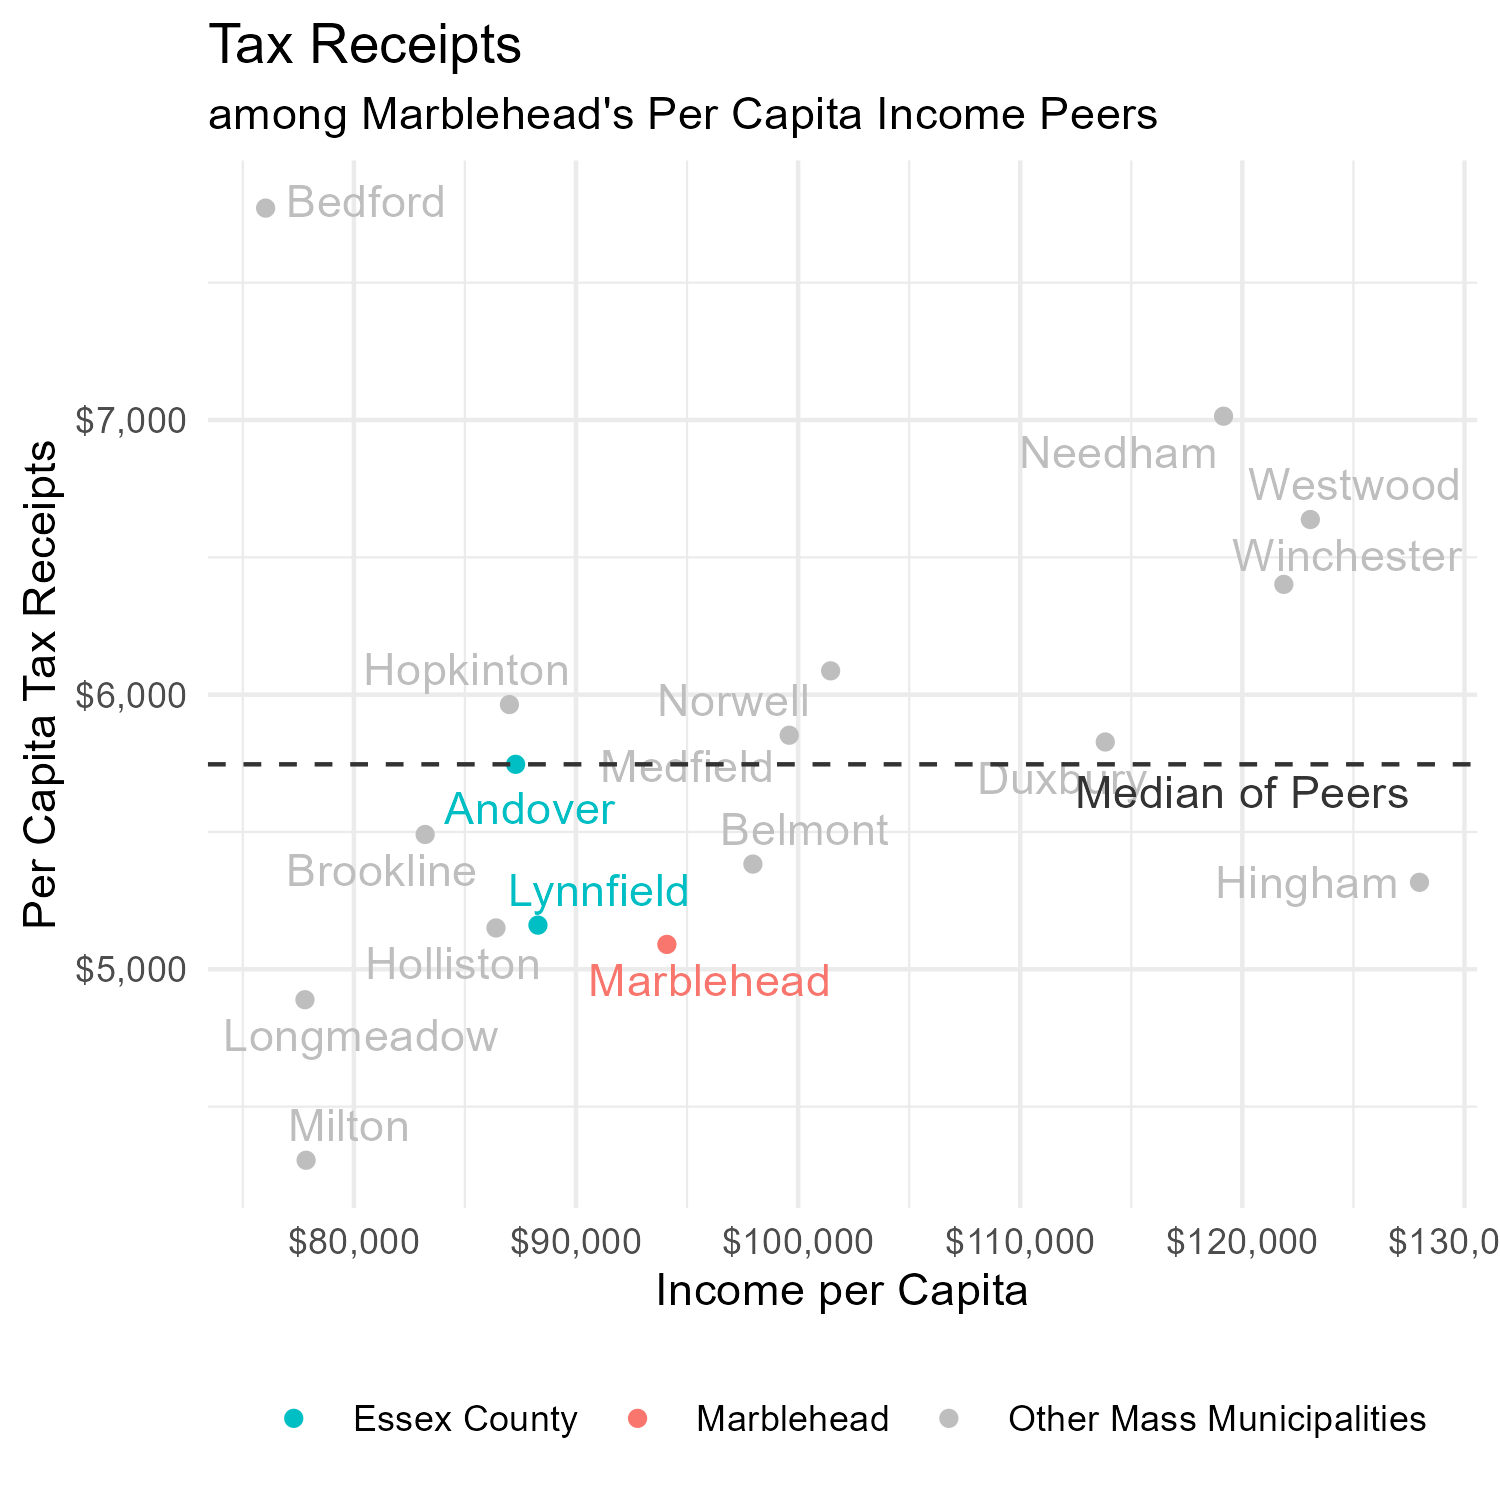 Tax Receipts
among Marblehead's Per Capita Income Peers
Bedford
$7,000
Needham
Westwood
Winchester
Hopkinton
$6,000
Norwell
Medfield
Duxbury
Median of Peers
Andover
Belmont
Brookline
Hingham
Lynnfield
$5,000
Holliston
Marblehead
Longmeadow
Milton
Per Capita Tax Receipts
$80,000 $90,000 $100,000 $110,000 $120,000 $130,0
Income per Capita
Essex County Marblehead Other Mass Municipalities